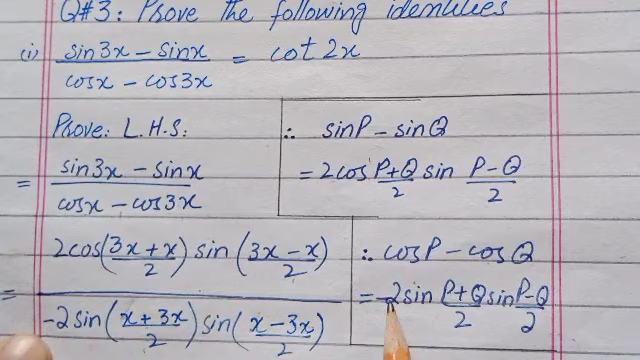 Q#3: Prove the following identities
(i) sin3x - sinx / cosx - cos3x = cot2x
Prove: L.H.S:
= sin3x - sinx / cosx - cos3x
∴ sinP - sinQ
= 2cos P+Q/2 sin P-Q/2
= 2cos(3x+x/2) sin(3x-x/2) / -2sin(x+3x/2) sin(x-3x/2)
∴ cosP - cosQ
= -2sin P+Q/2 sin P-Q/2